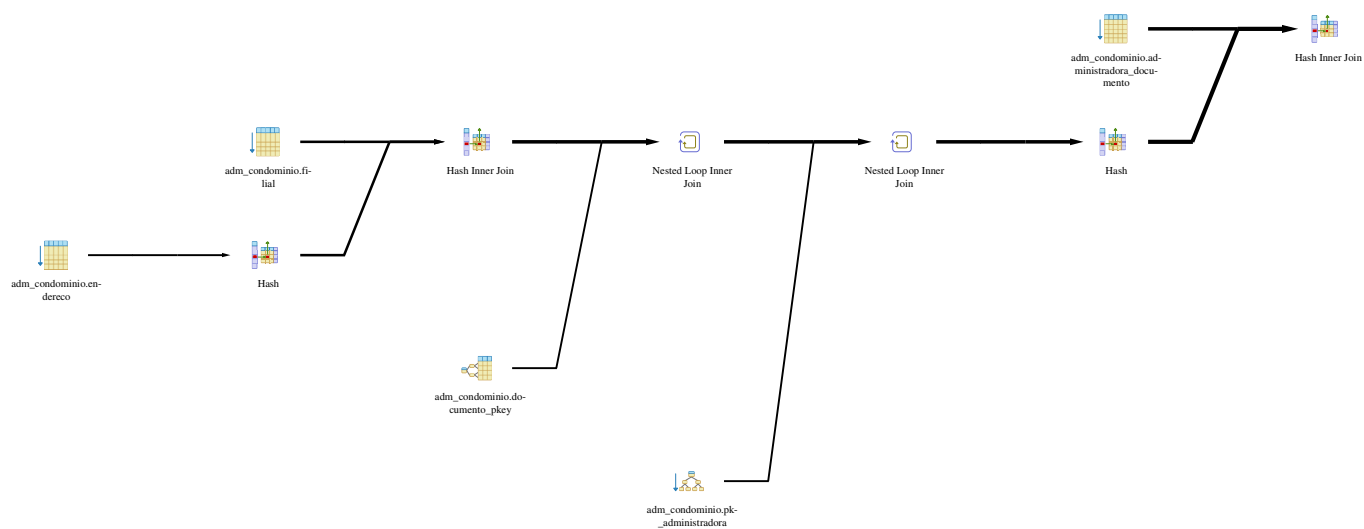 adm_condominio.ad-
ministradora_docu-
mento
Hash Inner Join
adm_condominio.fi-
lial
Hash Inner Join
Nested Loop Inner
Join
Nested Loop Inner
Join
Hash
adm_condominio.en-
dereco
Hash
adm_condominio.do-
cumento_pkey
adm_condominio.pk-
_administradora